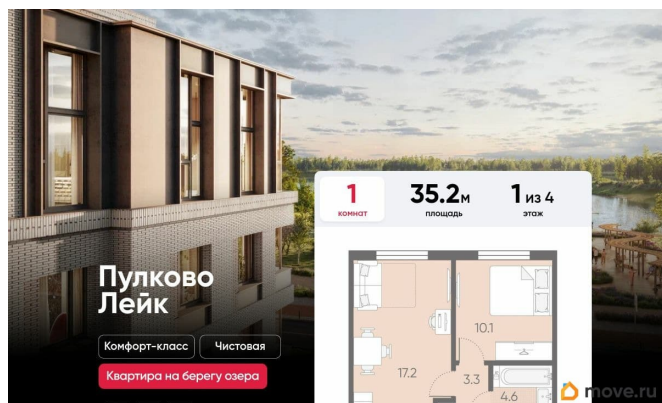 1
комнат
35.2м
площадь
1 из 4
этаж
Пулково
Лейк
Комфорт-класс
Чистовая
Квартира на берегу озера
10.1
17.2
3.3
4.6
move.ru